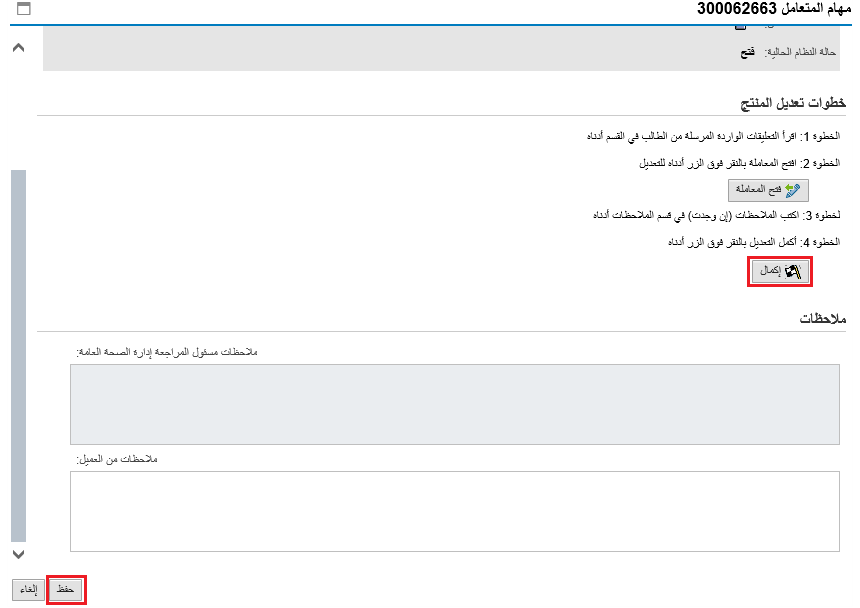 مهام المتعامل 300062663
حالة النظام الحالية: فتح
خطوات تعديل المنتج
الخطوة 1: اقرأ التعليقات الواردة المرسلة من الطالب في القسم أدناه
الخطوة 2: افتح المعاملة بالنقر فوق الزر أدناه للتعديل
فتح المعاملة
لخطوة 3: اكتب الملاحظات (إن وجدت) في قسم الملاحظات أدناه
الخطوة 4: أكمل التعديل بالنقر فوق الزر أدناه
إكمال
ملاحظات
ملاحظات مسئول المراجعة إدارة الصحة العامة:
ملاحظات من العميل:
حفظ إلغاء